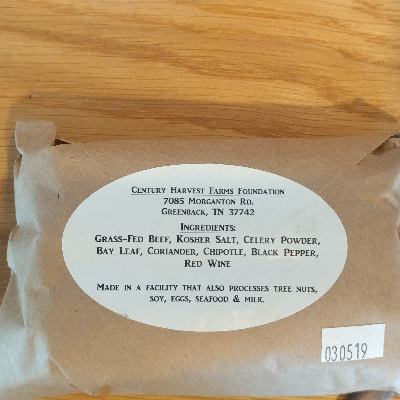 Century Harvest Farms Foundation
7085 Morganton Rd.
Greenback, TN 37742
Ingredients:
Grass-Fed Beef, Kosher Salt, Celery Powder,
Bay Leaf, Coriander, Chipotle, Black Pepper,
Red Wine
Made in a facility that also processes tree nuts,
soy, eggs, seafood & milk.
030519